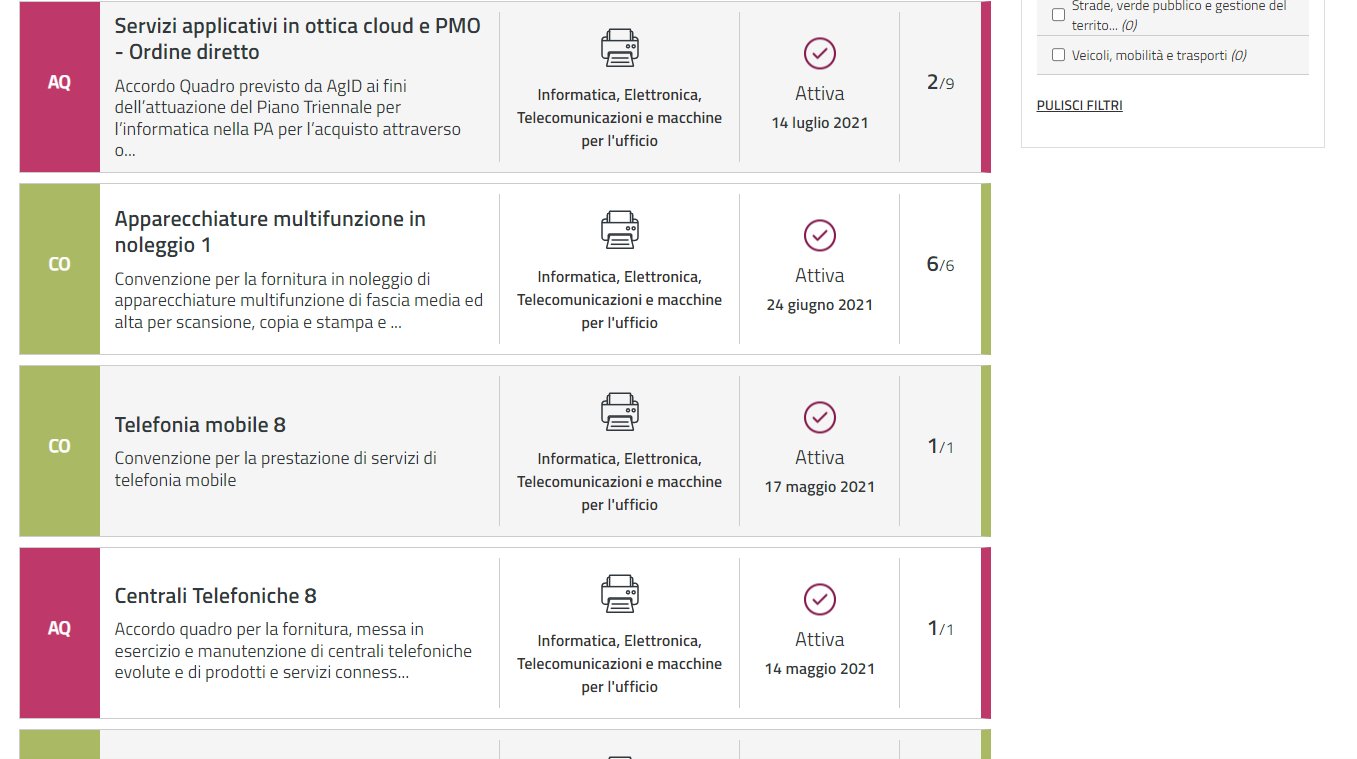 AQ
Servizi applicativi in ottica cloud e PMO
- Ordine diretto
Accordo Quadro previsto da AgID ai fini
dell’attuazione del Piano Triennale per
l’informatica nella PA per l’acquisto attraverso
o...
Informatica, Elettronica,
Telecomunicazioni e macchine
per l'ufficio
Attiva
14 luglio 2021
2/9
CO
Apparecchiature multifunzione in
noleggio 1
Convenzione per la fornitura in noleggio di
apparecchiature multifunzione di fascia media ed
alta per scansione, copia e stampa e ...
Informatica, Elettronica,
Telecomunicazioni e macchine
per l'ufficio
Attiva
24 giugno 2021
6/6
CO
Telefonia mobile 8
Convenzione per la prestazione di servizi di
telefonia mobile
Informatica, Elettronica,
Telecomunicazioni e macchine
per l'ufficio
Attiva
17 maggio 2021
1/1
AQ
Centrali Telefoniche 8
Accordo quadro per la fornitura, messa in
esercizio e manutenzione di centrali telefoniche
evolute e di prodotti e servizi conness...
Informatica, Elettronica,
Telecomunicazioni e macchine
per l'ufficio
Attiva
14 maggio 2021
1/1
Strade, verde pubblico e gestione del
territo... (0)
Veicoli, mobilità e trasporti (0)
PULISCI FILTRI